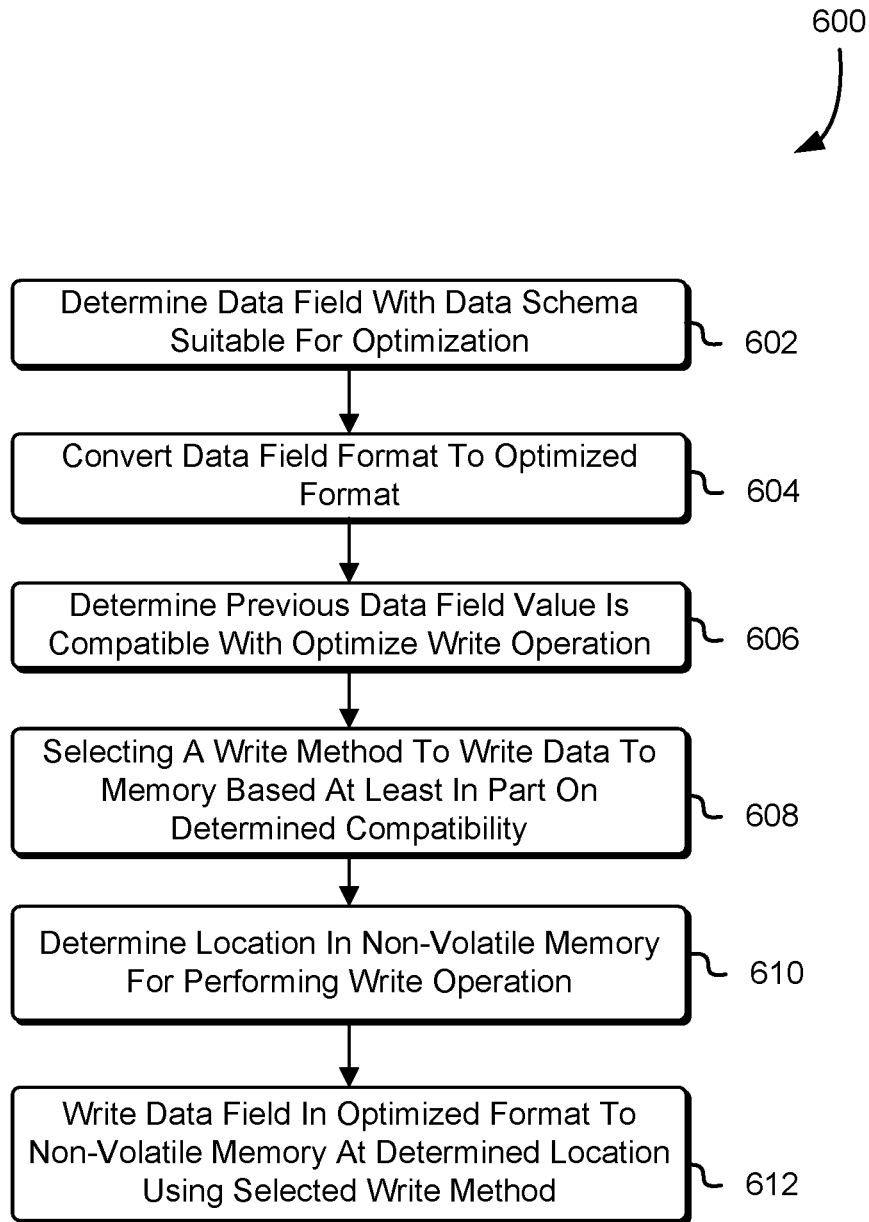 600
Determine Data Field With Data Schema
Suitable For Optimization
602
Convert Data Field Format To Optimized
Format
604
Determine Previous Data Field Value Is
Compatible With Optimize Write Operation
606
Selecting A Write Method To Write Data To
Memory Based At Least In Part On
Determined Compatibility
608
Determine Location In Non-Volatile Memory
For Performing Write Operation
610
Write Data Field In Optimized Format To
Non-Volatile Memory At Determined Location
Using Selected Write Method
612